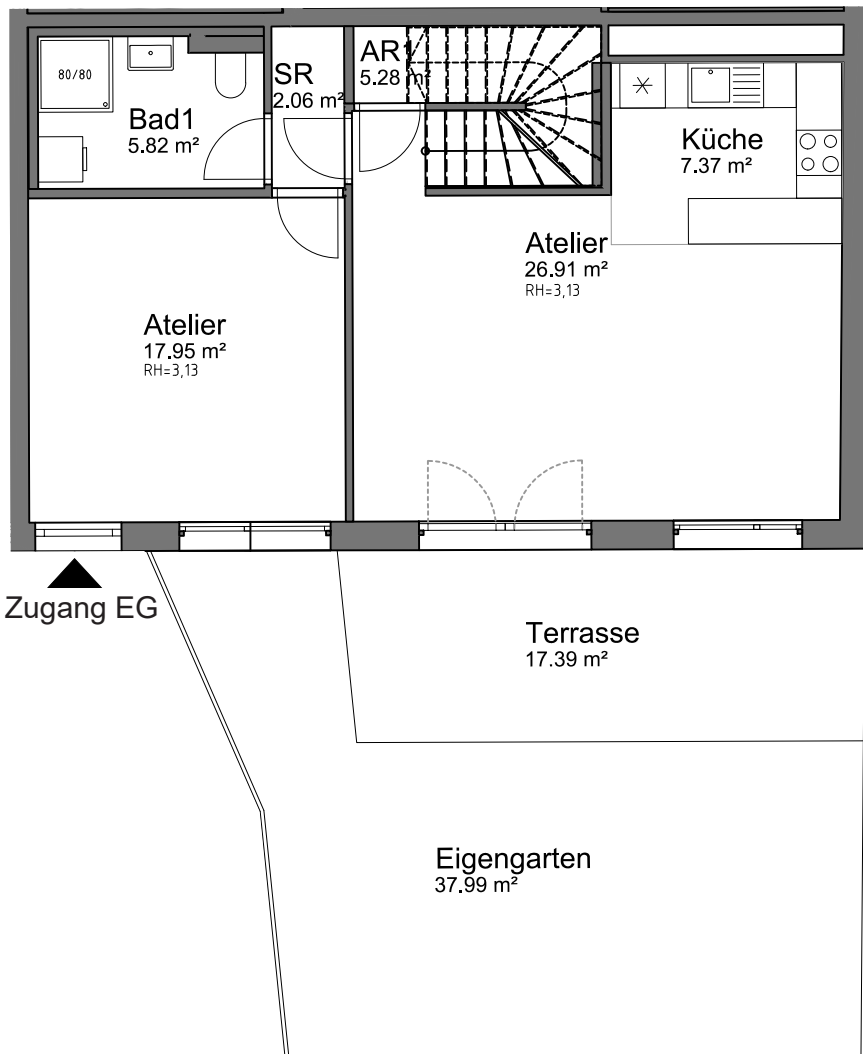 80/80
Bad1
5.82 m²
SR
2.06 m²
AR1
5.28 m²
Küche
7.37 m²
Atelier
26.91 m²
RH=3,13
Atelier
17.95 m²
RH=3,13
Zugang EG
Terrasse
17.39 m²
Eigengarten
37.99 m²